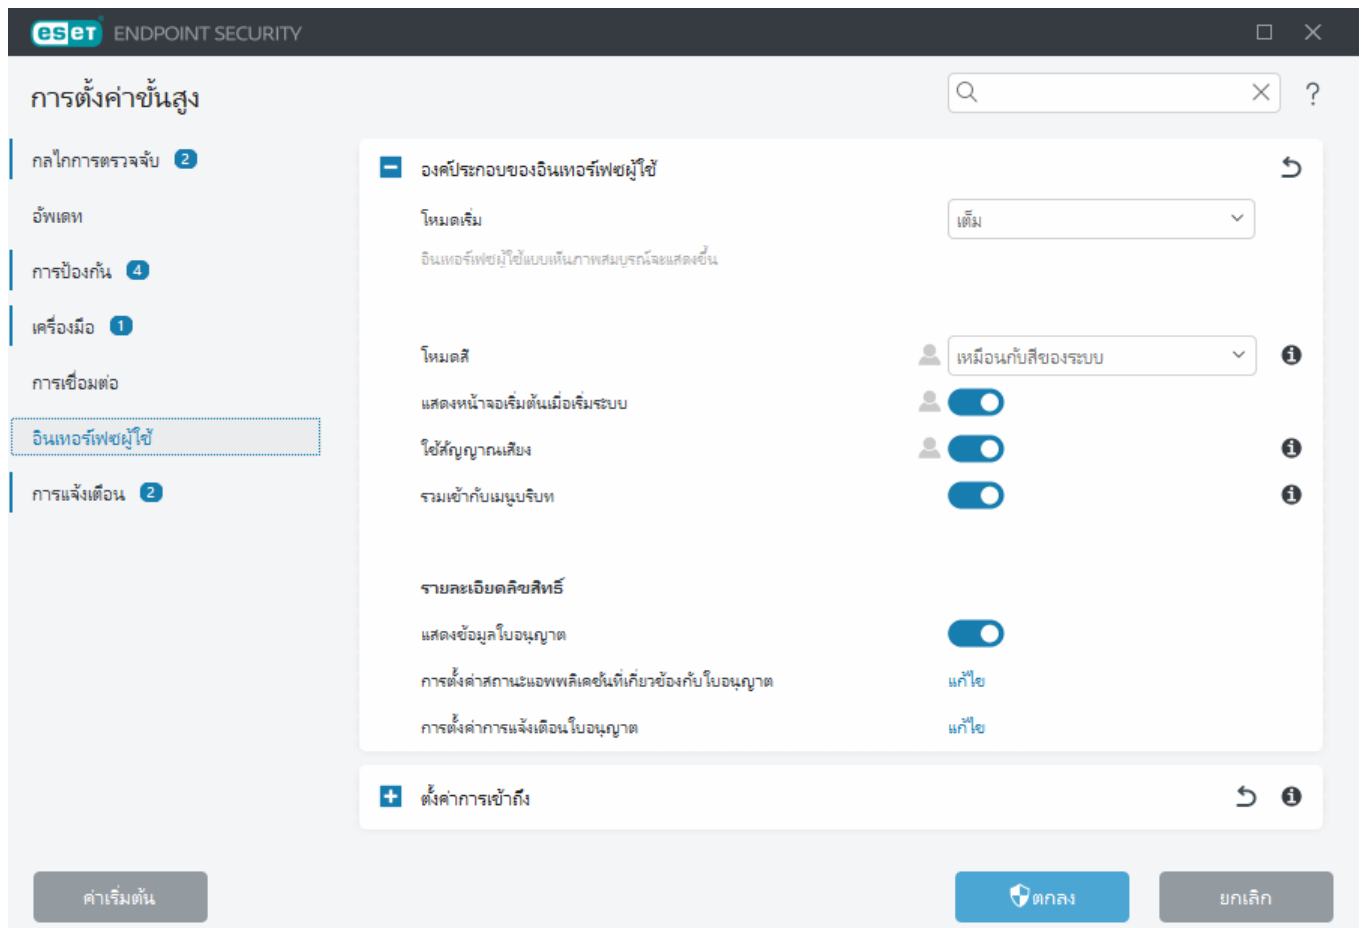 eset ENDPOINT SECURITY
การตั้งค่าขั้นสูง
?
กลไกการตรวจจับ 2
อัพเดท
การป้องกัน 4
เครื่องมือ 1
การเชื่อมต่อ
อินเทอร์เฟซผู้ใช้
การแจ้งเตือน 2
องค์ประกอบของอินเทอร์เฟซผู้ใช้
โหมดเริ่ม เต็ม
อินเทอร์เฟซผู้ใช้แบบเห็นภาพสมบูรณ์จะแสดงขึ้น
โหมดสี เหมือนกับสีของระบบ
แสดงหน้าจอเริ่มต้นเมื่อเริ่มระบบ
ใช้สัญญาณเสียง
รวมเข้ากับเมนูบริบท
รายละเอียดลิขสิทธิ์
แสดงข้อมูลใบอนุญาต
การตั้งค่าสถานะแอพพลิเคชันที่เกี่ยวข้องกับใบอนุญาต แก้ไข
การตั้งค่าการแจ้งเตือนใบอนุญาต แก้ไข
ตั้งค่าการเข้าถึง
ค่าเริ่มต้น ตกลง ยกเลิก